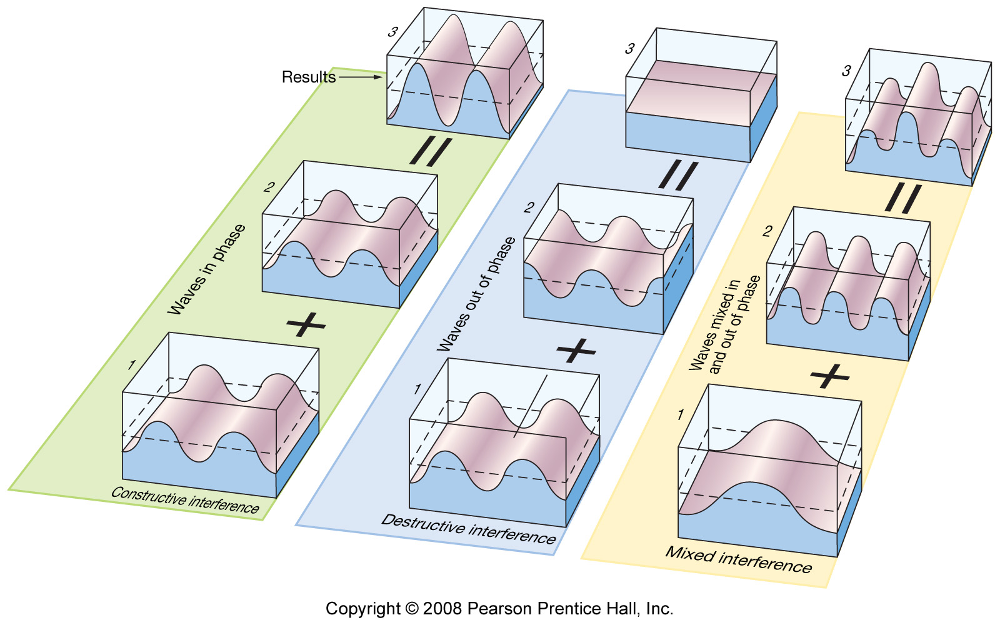 3
Results
2
Waves in phase
1
Constructive interference
3
2
Waves out of phase
1
Destructive interference
3
2
Waves mixed in
and out of phase
1
Mixed interference
Copyright © 2008 Pearson Prentice Hall, Inc.